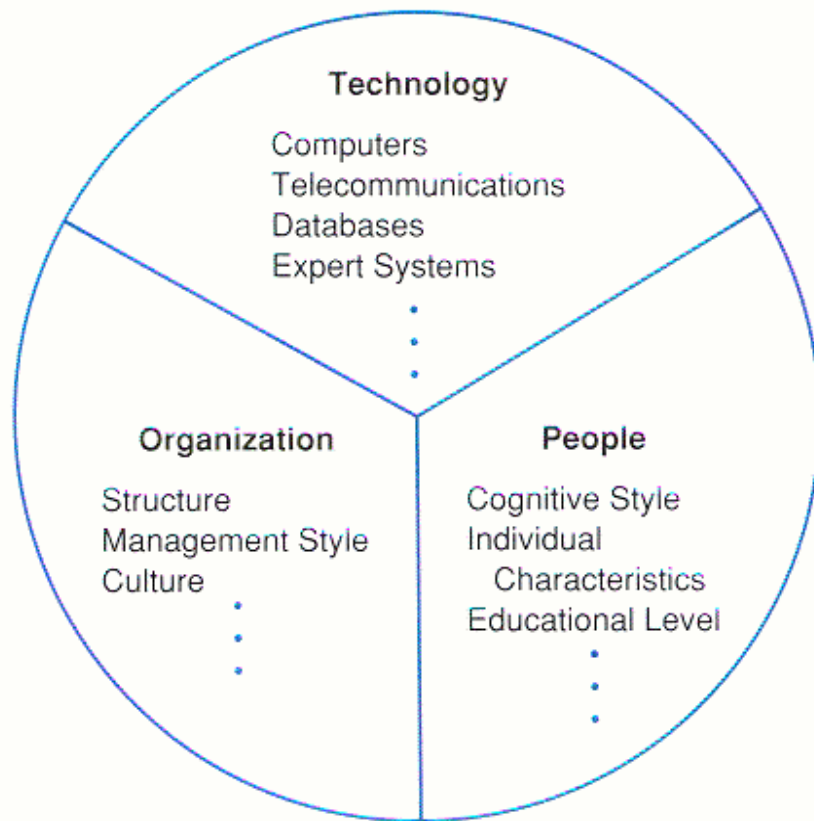 Technology
Computers
Telecommunications
Databases
Expert Systems
Organization
Structure
Management Style
Culture
People
Cognitive Style
Individual
Characteristics
Educational Level